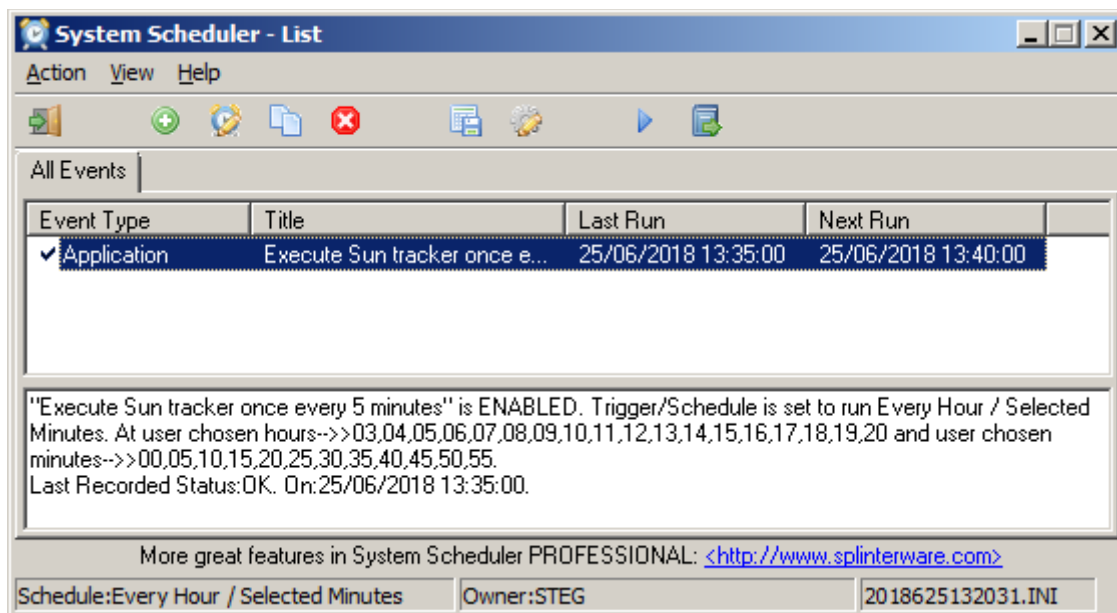 System Scheduler - List
Action View Help
All Events
Event Type Title Last Run Next Run
Application Execute Sun tracker once e... 25/06/2018 13:35:00 25/06/2018 13:40:00
"Execute Sun tracker once every 5 minutes" is ENABLED. Trigger/Schedule is set to run Every Hour / Selected
Minutes. At user chosen hours-->>03,04,05,06,07,08,09,10,11,12,13,14,15,16,17,18,19,20 and user chosen
minutes-->>00,05,10,15,20,25,30,35,40,45,50,55.
Last Recorded Status:OK. On:25/06/2018 13:35:00.
More great features in System Scheduler PROFESSIONAL: <http://www.splinterware.com>
Schedule:Every Hour / Selected Minutes Owner:STEG 2018625132031.INI